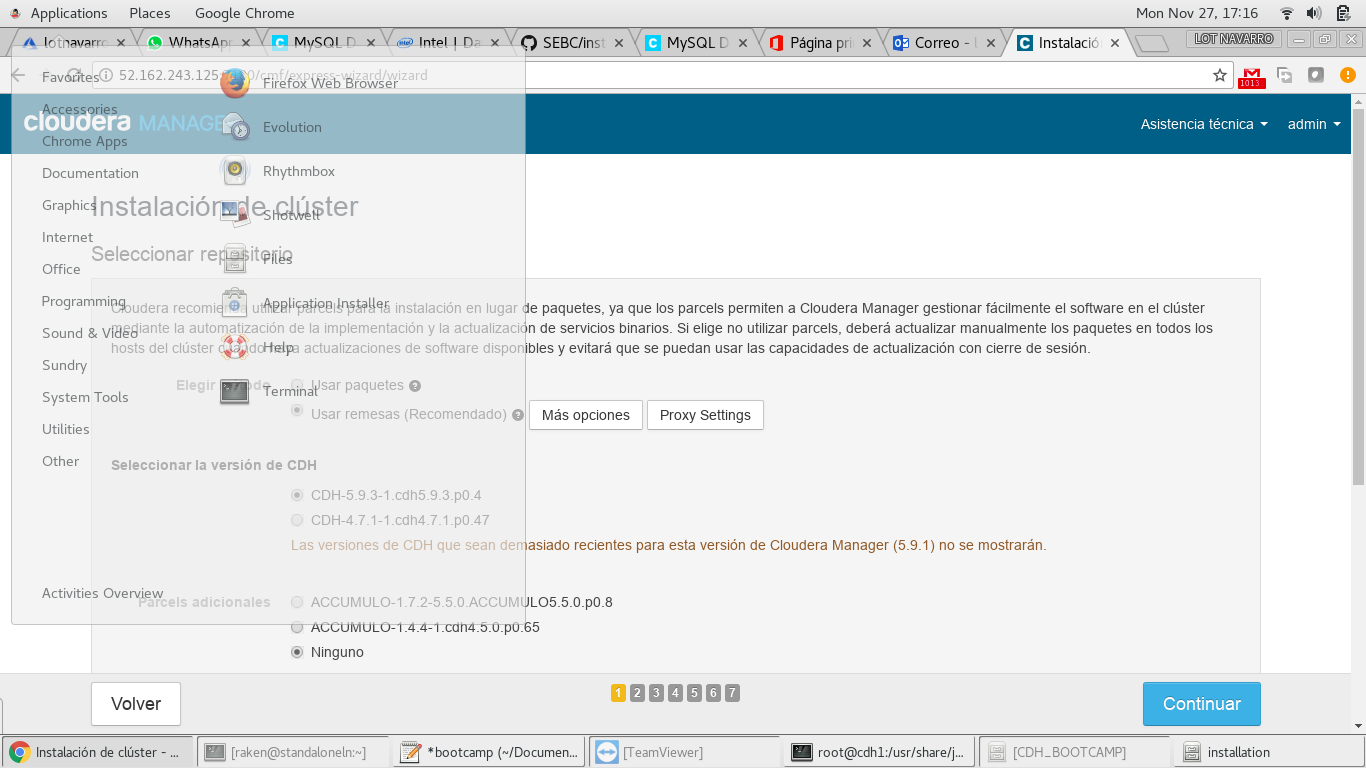 Applications Places Google Chrome Mon Nov 27, 17:16
lotnavarr WhatsAp MySQL D Intel | Da SEBC/inst MySQL D Página pri Correo - L Instalació LOT NAVARRO
52.162.243.125 /cmf/express-wizard/wizard 1013
cloudera MANAGE Asistencia técnica admin
Favorites
Accessories
Chrome Apps
Documentation
Graphics
Internet
Office
Programming
Sound & Video
Sundry
System Tools
Utilities
Other
Activities Overview
Firefox Web Browser
Evolution
Rhythmbox
Shotwell
Files
Application Installer
Help
Terminal
Instalación de clúster
Seleccionar repositorio
Cloudera recomienda utilizar parcels para la instalación en lugar de paquetes, ya que los parcels permiten a Cloudera Manager gestionar fácilmente el software en el clúster
mediante la automatización de la implementación y la actualización de servicios binarios. Si elige no utilizar parcels, deberá actualizar manualmente los paquetes en todos los
hosts del clúster cuando haya actualizaciones de software disponibles y evitará que se puedan usar las capacidades de actualización con cierre de sesión.
Elegir método Usar paquetes ?
Usar remesas (Recomendado) ? Más opciones Proxy Settings
Seleccionar la versión de CDH
CDH-5.9.3-1.cdh5.9.3.p0.4
CDH-4.7.1-1.cdh4.7.1.p0.47
Las versiones de CDH que sean demasiado recientes para esta versión de Cloudera Manager (5.9.1) no se mostrarán.
Parcels adicionales ACCUMULO-1.7.2-5.5.0.ACCUMULO5.5.0.p0.8
ACCUMULO-1.4.4-1.cdh4.5.0.p0.65
Ninguno
Volver 1 2 3 4 5 6 7 Continuar
Instalación de clúster - ... [raken@standaloneln:~] *bootcamp (~/Documen... [TeamViewer] root@cdh1:/usr/share/j... [CDH_BOOTCAMP] installation